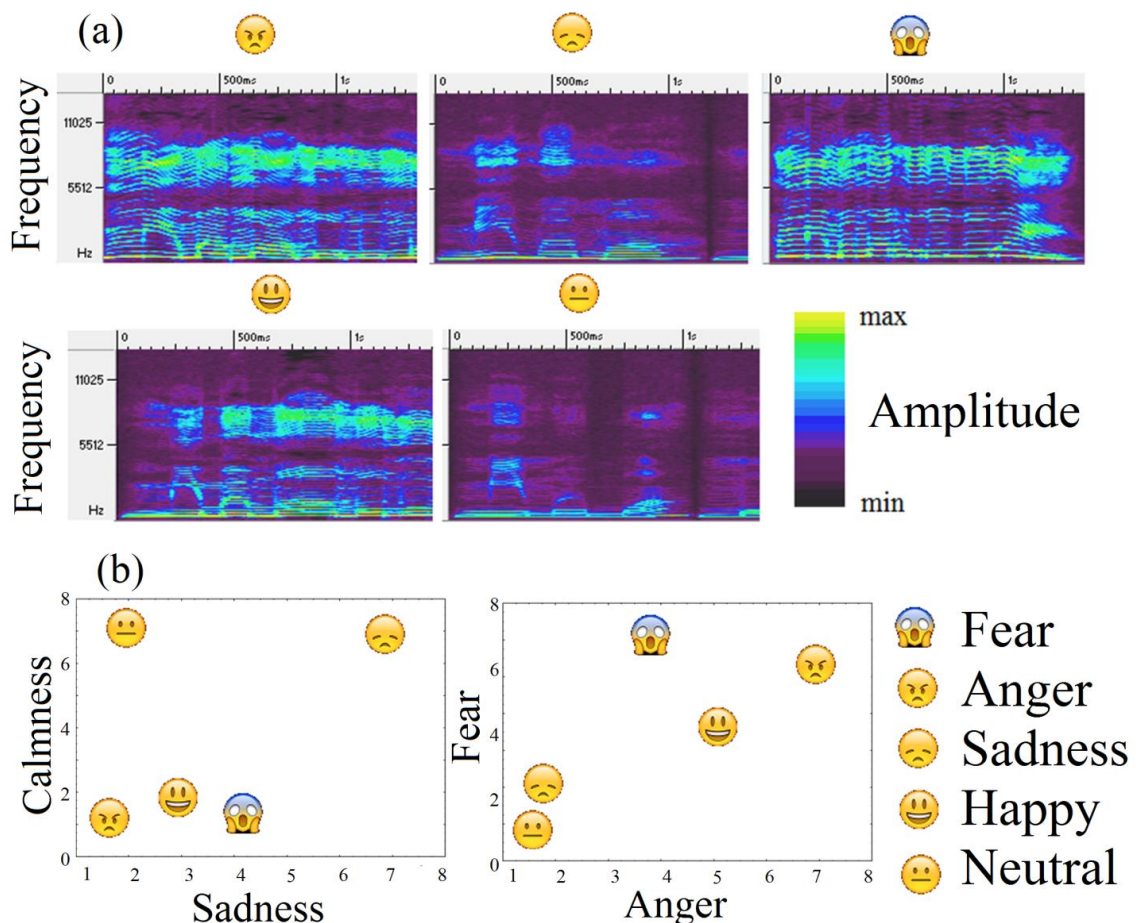 (a)
0 500ms 1s
0 500ms 1s
0 500ms 1s
Frequency
11025
5512
Hz
0 500ms 1s
0 500ms 1s
Frequency
11025
5512
Hz
11025
5512
Hz
max
Amplitude
min
(b)
Calmness
8
6
4
2
0
1 2 3 4 5 6 7 8
Sadness
Fear
8
6
4
2
0
1 2 3 4 5 6 7 8
Anger
Fear
Anger
Sadness
Happy
Neutral